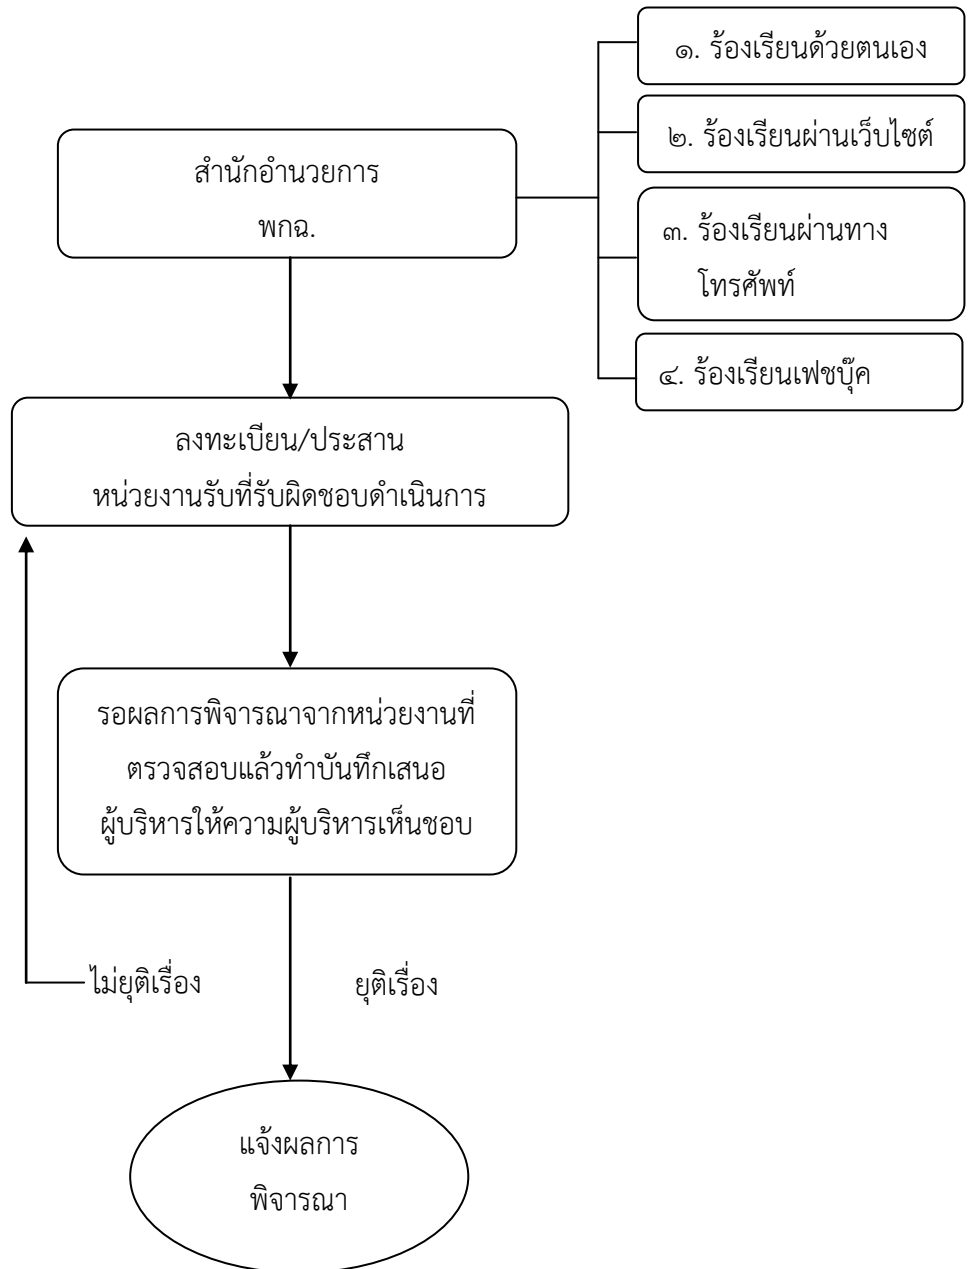 ๑. ร้องเรียนด้วยตนเอง
๒. ร้องเรียนผ่านเว็บไซต์
สำนักอำนวยการ
พกฉ.
๓. ร้องเรียนผ่านทาง
โทรศัพท์
๔. ร้องเรียนเฟซบุ๊ค
ลงทะเบียน/ประสาน
หน่วยงานรับที่รับผิดชอบดำเนินการ
รอผลการพิจารณาจากหน่วยงานที่
ตรวจสอบแล้วทำบันทึกเสนอ
ผู้บริหารให้ความผู้บริหารเห็นชอบ
ไม่ยุติเรื่อง
ยุติเรื่อง
แจ้งผลการ
พิจารณา